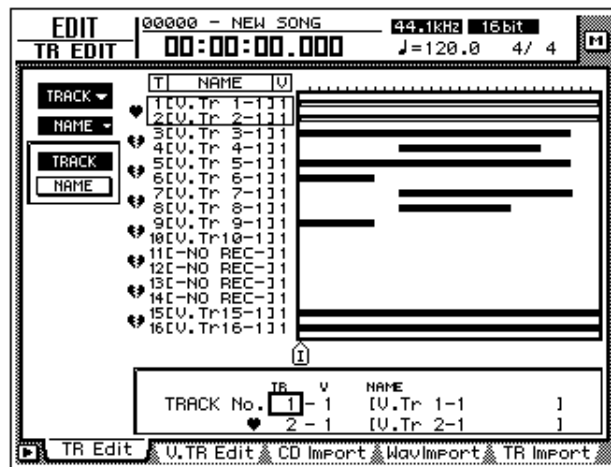 EDIT
TR EDIT
00000 - NEW SONG
00:00:00.000
44.1kHz 16bit
♩=120.0 4/ 4
M
TRACK
NAME
TRACK
NAME
T NAME V
1[V.Tr 1-1]1
2[V.Tr 2-1]1
3[V.Tr 3-1]1
4[V.Tr 4-1]1
5[V.Tr 5-1]1
6[V.Tr 6-1]1
7[V.Tr 7-1]1
8[V.Tr 8-1]1
9[V.Tr 9-1]1
10[V.Tr10-1]1
11[-NO REC-]1
12[-NO REC-]1
13[-NO REC-]1
14[-NO REC-]1
15[V.Tr15-1]1
16[V.Tr16-1]1
I
TR V NAME
TRACK No. 1 - 1 [V.Tr 1-1 ]
2 - 1 [V.Tr 2-1 ]
TR Edit V.TR Edit CD Import WavImport TR Import